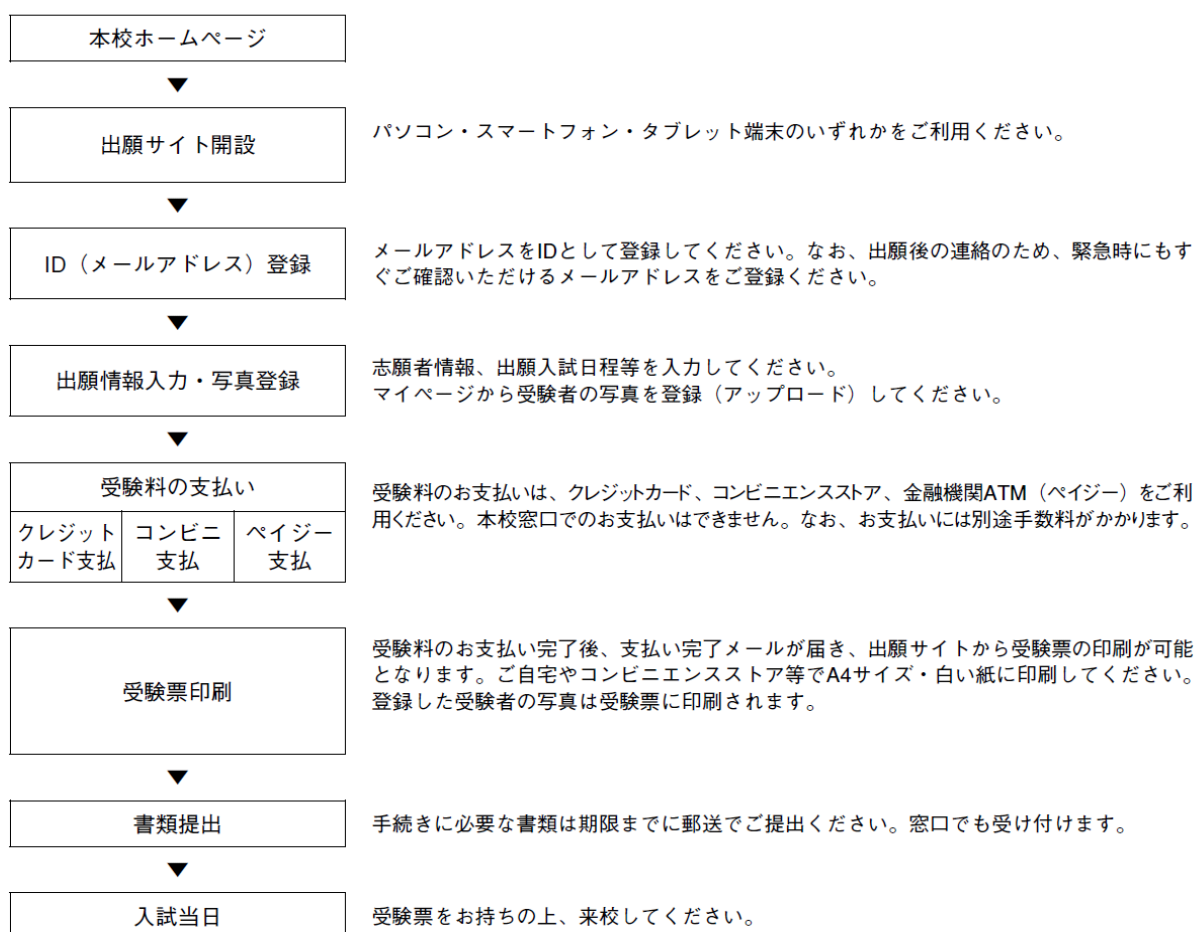 本校ホームページ
▼
出願サイト開設
パソコン・スマートフォン・タブレット端末のいずれかをご利用ください。
▼
ID（メールアドレス）登録
メールアドレスをIDとして登録してください。なお、出願後の連絡のため、緊急時にもす
ぐご確認いただけるメールアドレスをご登録ください。
▼
出願情報入力・写真登録
志願者情報、出願入試日程等を入力してください。
マイページから受験者の写真を登録（アップロード）してください。
▼
受験料の支払い
クレジット
カード支払
コンビニ
支払
ペイジー
支払
受験料のお支払いは、クレジットカード、コンビニエンスストア、金融機関ATM（ペイジー）をご利
用ください。本校窓口でのお支払いはできません。なお、お支払いには別途手数料がかかります。
▼
受験票印刷
受験料のお支払い完了後、支払い完了メールが届き、出願サイトから受験票の印刷が可能
となります。ご自宅やコンビニエンスストア等でA4サイズ・白い紙に印刷してください。
登録した受験者の写真は受験票に印刷されます。
▼
書類提出
手続きに必要な書類は期限までに郵送でご提出ください。窓口でも受け付けます。
▼
入試当日
受験票をお持ちの上、来校してください。